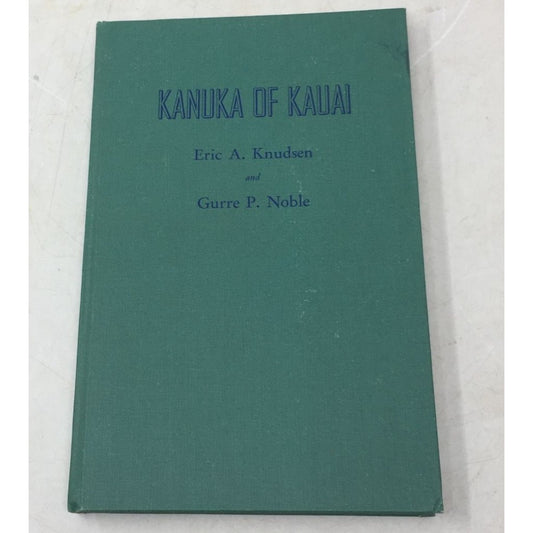 KANUKA OF KAUAI
Eric A. Knudsen
and
Gurre P. Noble